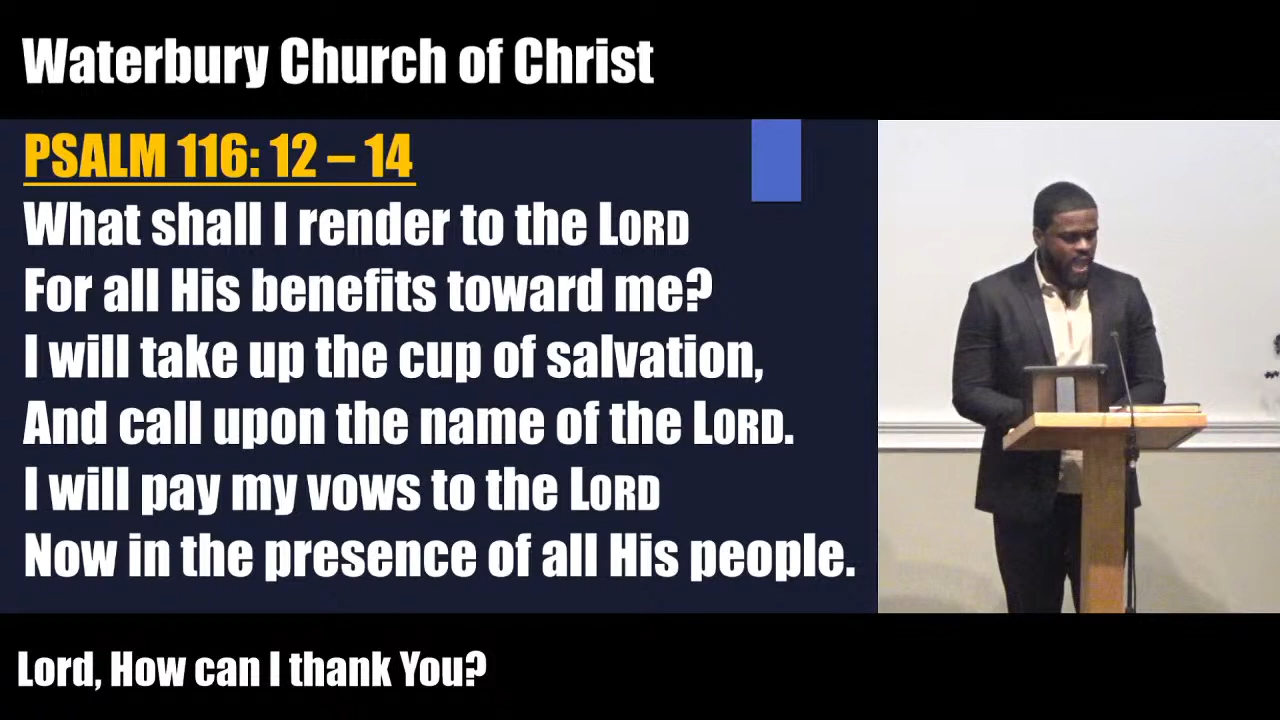 Waterbury Church of Christ
PSALM 116: 12 – 14
What shall I render to the LORD
For all His benefits toward me?
I will take up the cup of salvation,
And call upon the name of the LORD.
I will pay my vows to the LORD
Now in the presence of all His people.
Lord, How can I thank You?